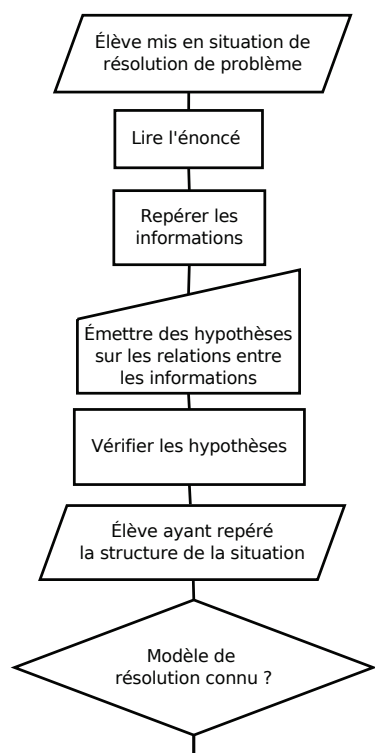 Élève mis en situation de
résolution de problème
Lire l'énoncé
Repérer les
informations
Émettre des hypothèses
sur les relations entre
les informations
Vérifier les hypothèses
Élève ayant repéré
la structure de la situation
Modèle de
résolution connu ?